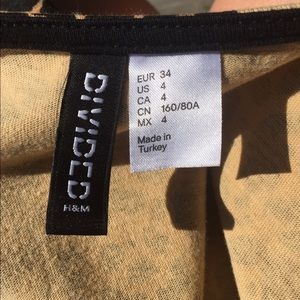 DIVIDED
H&M
EUR 34
US 4
CA 4
CN 160/80A
MX 4
Made in
Turkey